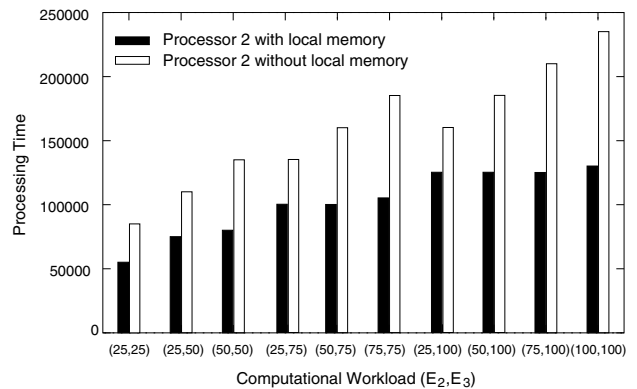 250000
200000
150000
100000
50000
0
Processing Time
Processor 2 with local memory
Processor 2 without local memory
(25,25) (25,50) (50,50) (25,75) (50,75) (75,75) (25,100) (50,100) (75,100) (100,100)
Computational Workload (E2,E3)